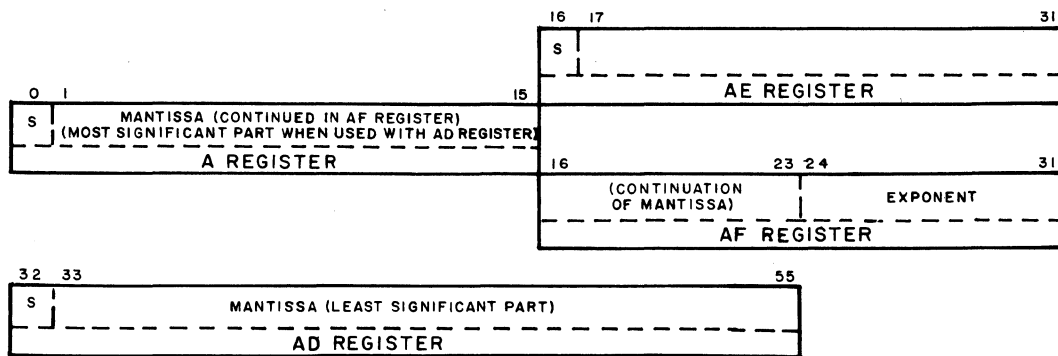 16 17 31
S
AE REGISTER
0 1 15
S MANTISSA (CONTINUED IN AF REGISTER)
(MOST SIGNIFICANT PART WHEN USED WITH AD REGISTER)
A REGISTER
16 23 24 31
(CONTINUATION
OF MANTISSA)
EXPONENT
AF REGISTER
32 33 55
S MANTISSA (LEAST SIGNIFICANT PART)
AD REGISTER